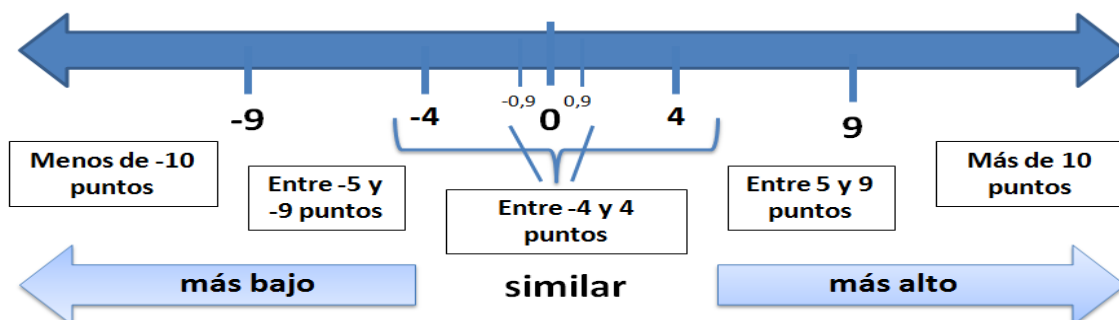 -0,9 0,9
-9 -4 0 4 9
Menos de -10
puntos
Entre -5 y
-9 puntos
Entre -4 y 4
puntos
Entre 5 y 9
puntos
Más de 10
puntos
más bajo
similar
más alto